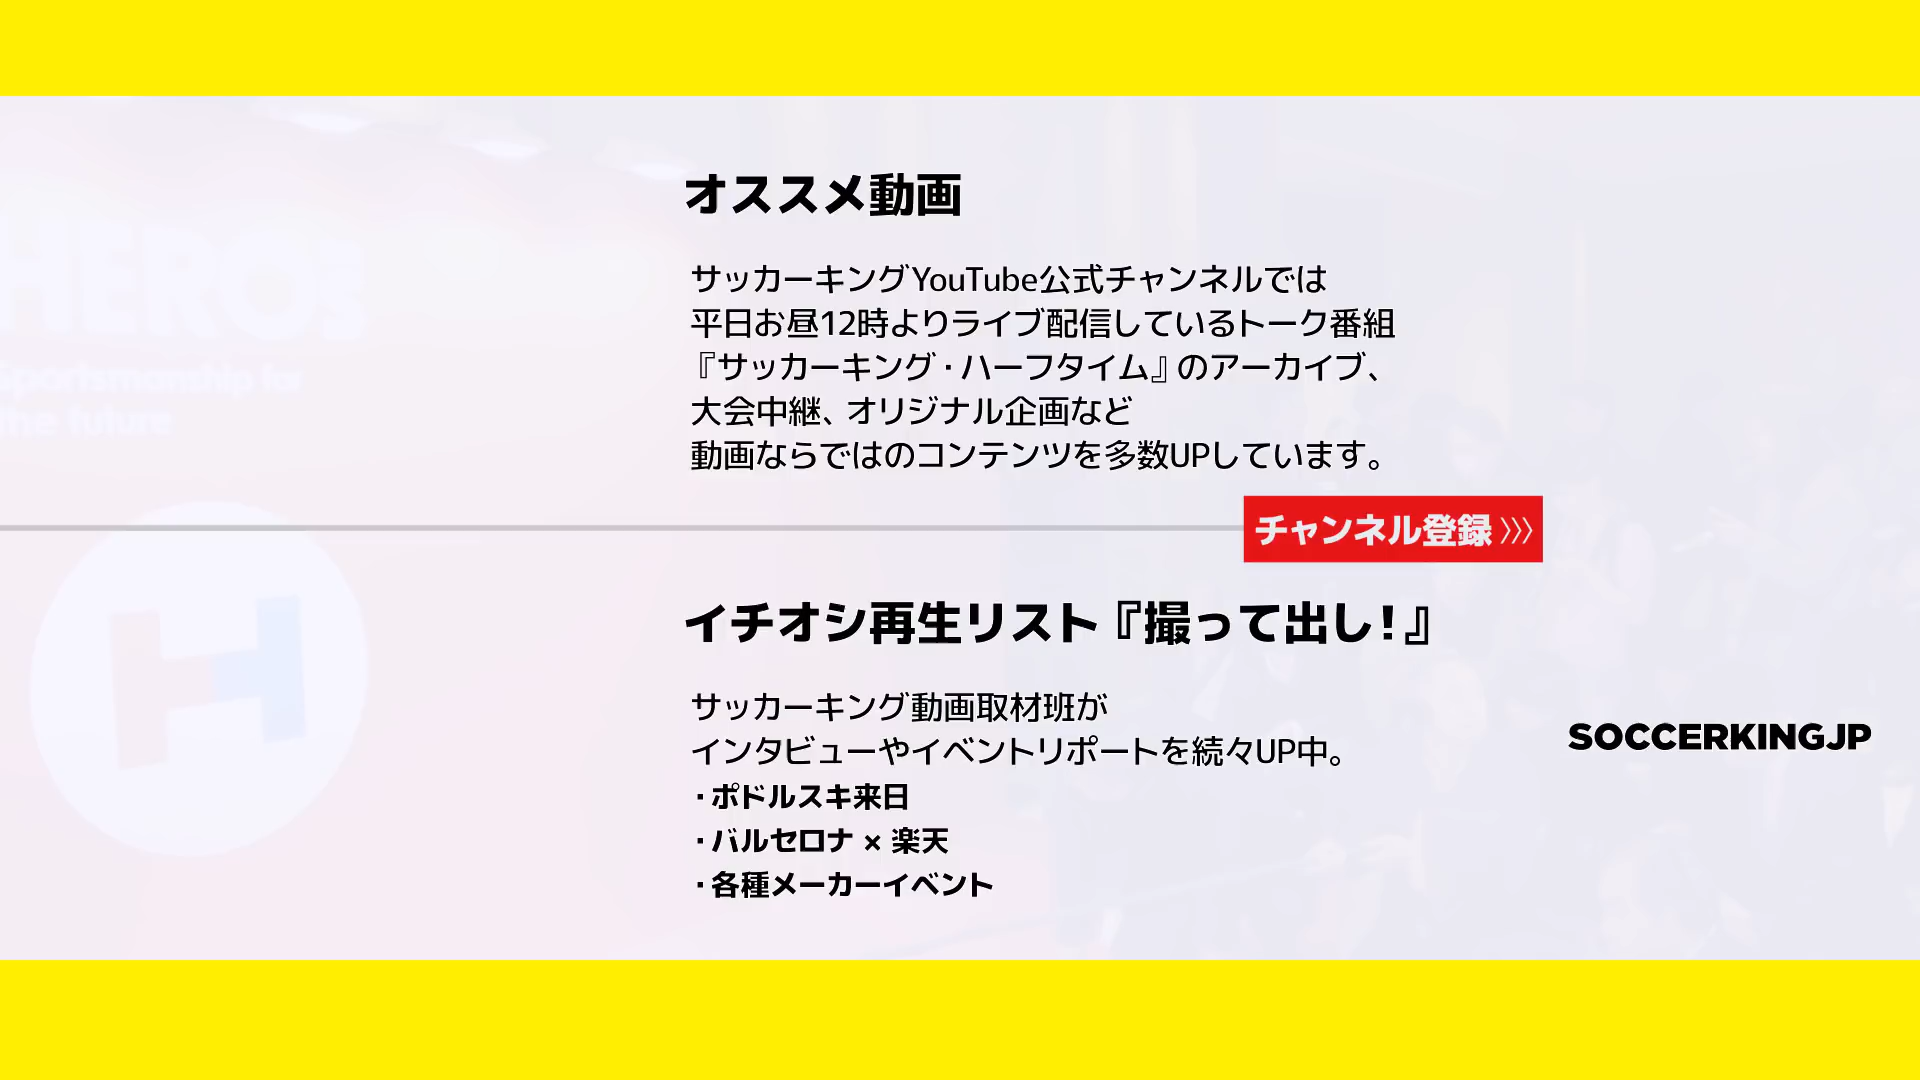 HEROs
Sportsmanship for
the future
オススメ動画
サッカーキングYouTube公式チャンネルでは
平日お昼12時よりライブ配信しているトーク番組
『サッカーキング・ハーフタイム』のアーカイブ、
大会中継、オリジナル企画など
動画ならではのコンテンツを多数UPしています。
チャンネル登録 》》》
イチオシ再生リスト『撮って出し！』
サッカーキング動画取材班が
インタビューやイベントリポートを続々UP中。
・ポドルスキ来日
・バルセロナ × 楽天
・各種メーカーイベント
SOCCERKINGJP